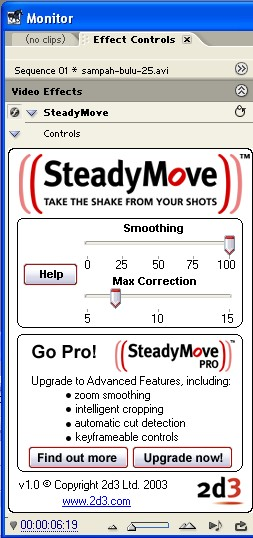 Monitor
(no clips) Effect Controls
Sequence 01 * sampah-bulu-25.avi
Video Effects
SteadyMove
Controls
SteadyMove™
TAKE THE SHAKE FROM YOUR SHOTS
Smoothing
Help
0 25 50 75 100
Max Correction
5 10 15
Go Pro! SteadyMove
PRO
Upgrade to Advanced Features, including:
• zoom smoothing
• intelligent cropping
• automatic cut detection
• keyframeable controls
Find out more Upgrade now!
v1.0 © Copyright 2d3 Ltd. 2003
www.2d3.com
2d3
00:00:06:19